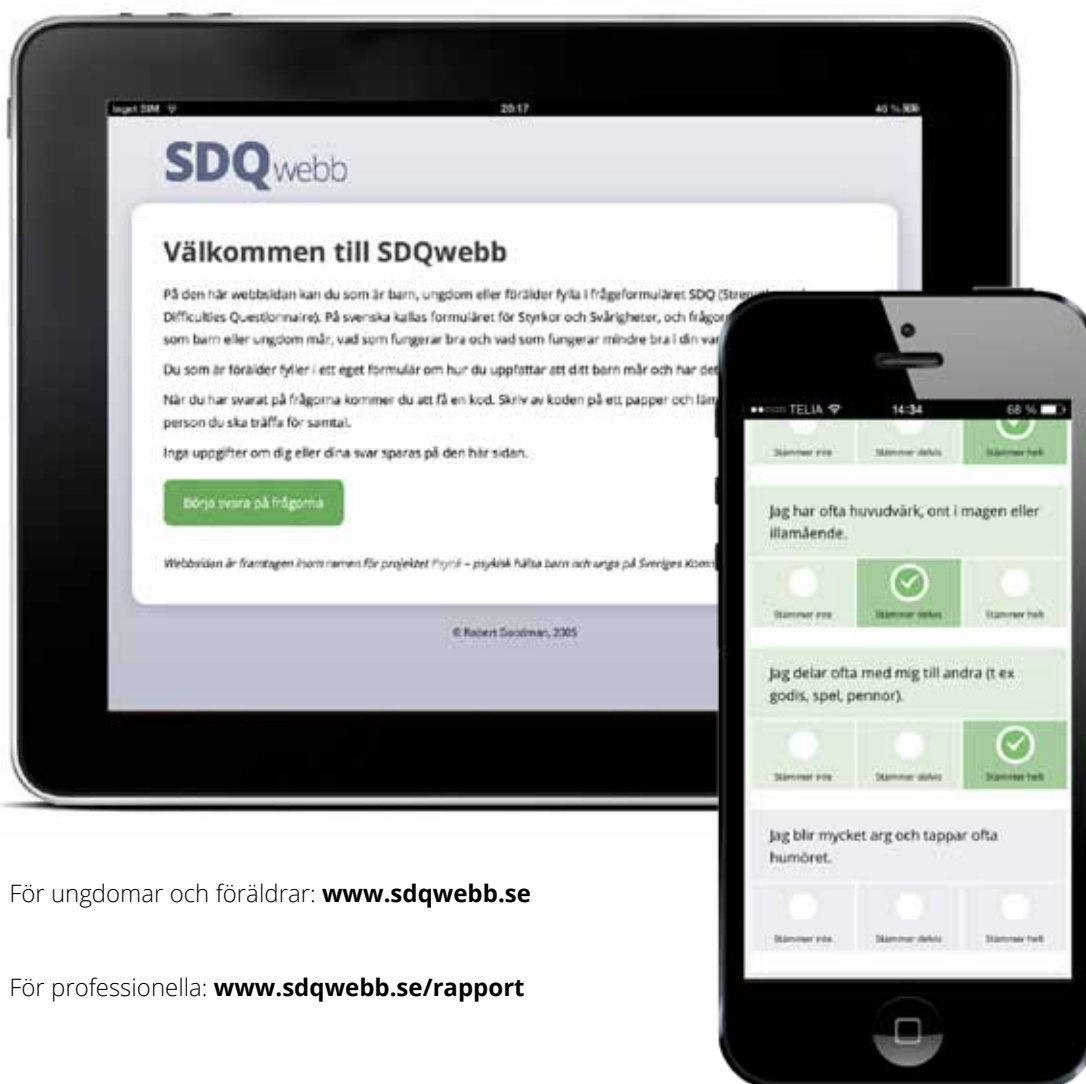 Inget SIM 20:17 46 %
SDQwebb
Välkommen till SDQwebb
På den här webbsidan kan du som är barn, ungdom eller förälder fylla i frågeformuläret SDQ
Difficulties Questionnaire). På svenska kallas formuläret för Styrkor och Svårigheter, och
som barn eller ungdom mår, vad som fungerar bra och vad som fungerar mindre bra i din
Du som är förälder fyller i ett eget formulär om hur du uppfattar att ditt barn mår och har det
När du har svarat på frågorna kommer du att få en kod. Skriv av koden på ett papper och
person du ska träffa för samtal.
Inga uppgifter om dig eller dina svar sparas på den här sidan.
Börja svara på frågorna
Webbsidan är framtagen inom ramen för projektet – psykisk hälsa barn och unga på Sveriges
© Robert Goodman, 2005
TELIA 14:34 68 %
Stämmer inte Stämmer delvis Stämmer helt
Jag har ofta huvudvärk, ont i magen eller
illamående.
Stämmer inte Stämmer delvis Stämmer helt
Jag delar ofta med mig till andra (t ex
godis, spel, pennor).
Stämmer inte Stämmer delvis Stämmer helt
Jag blir mycket arg och tappar ofta
humöret.
Stämmer inte Stämmer delvis Stämmer helt
För ungdomar och föräldrar: www.sdqwebb.se
För professionella: www.sdqwebb.se/rapport